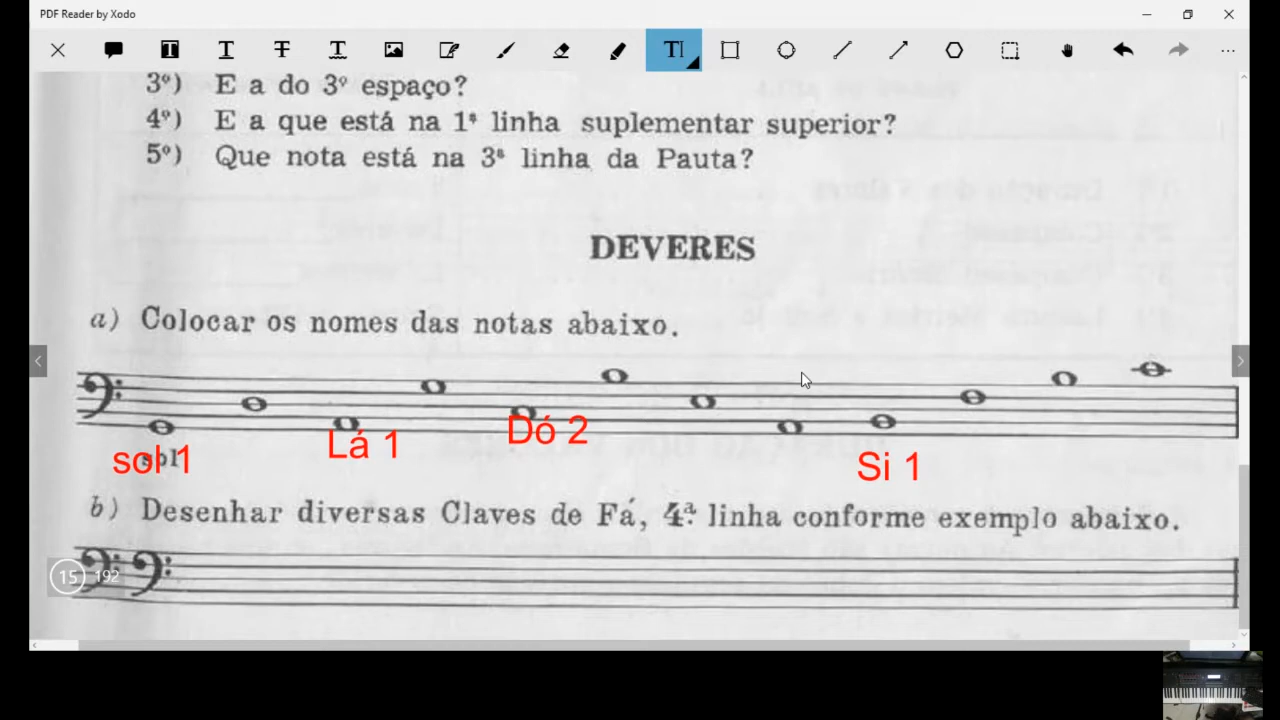 PDF Reader by Xodo
3º) E a do 3º espaço?
4º) E a que está na 1ª linha suplementar superior?
5º) Que nota está na 3ª linha da Pauta?
DEVERES
a) Colocar os nomes das notas abaixo.
sol 1 Lá 1 Dó 2 Si 1
sol
b) Desenhar diversas Claves de Fá, 4ª linha conforme exemplo abaixo.
15 192